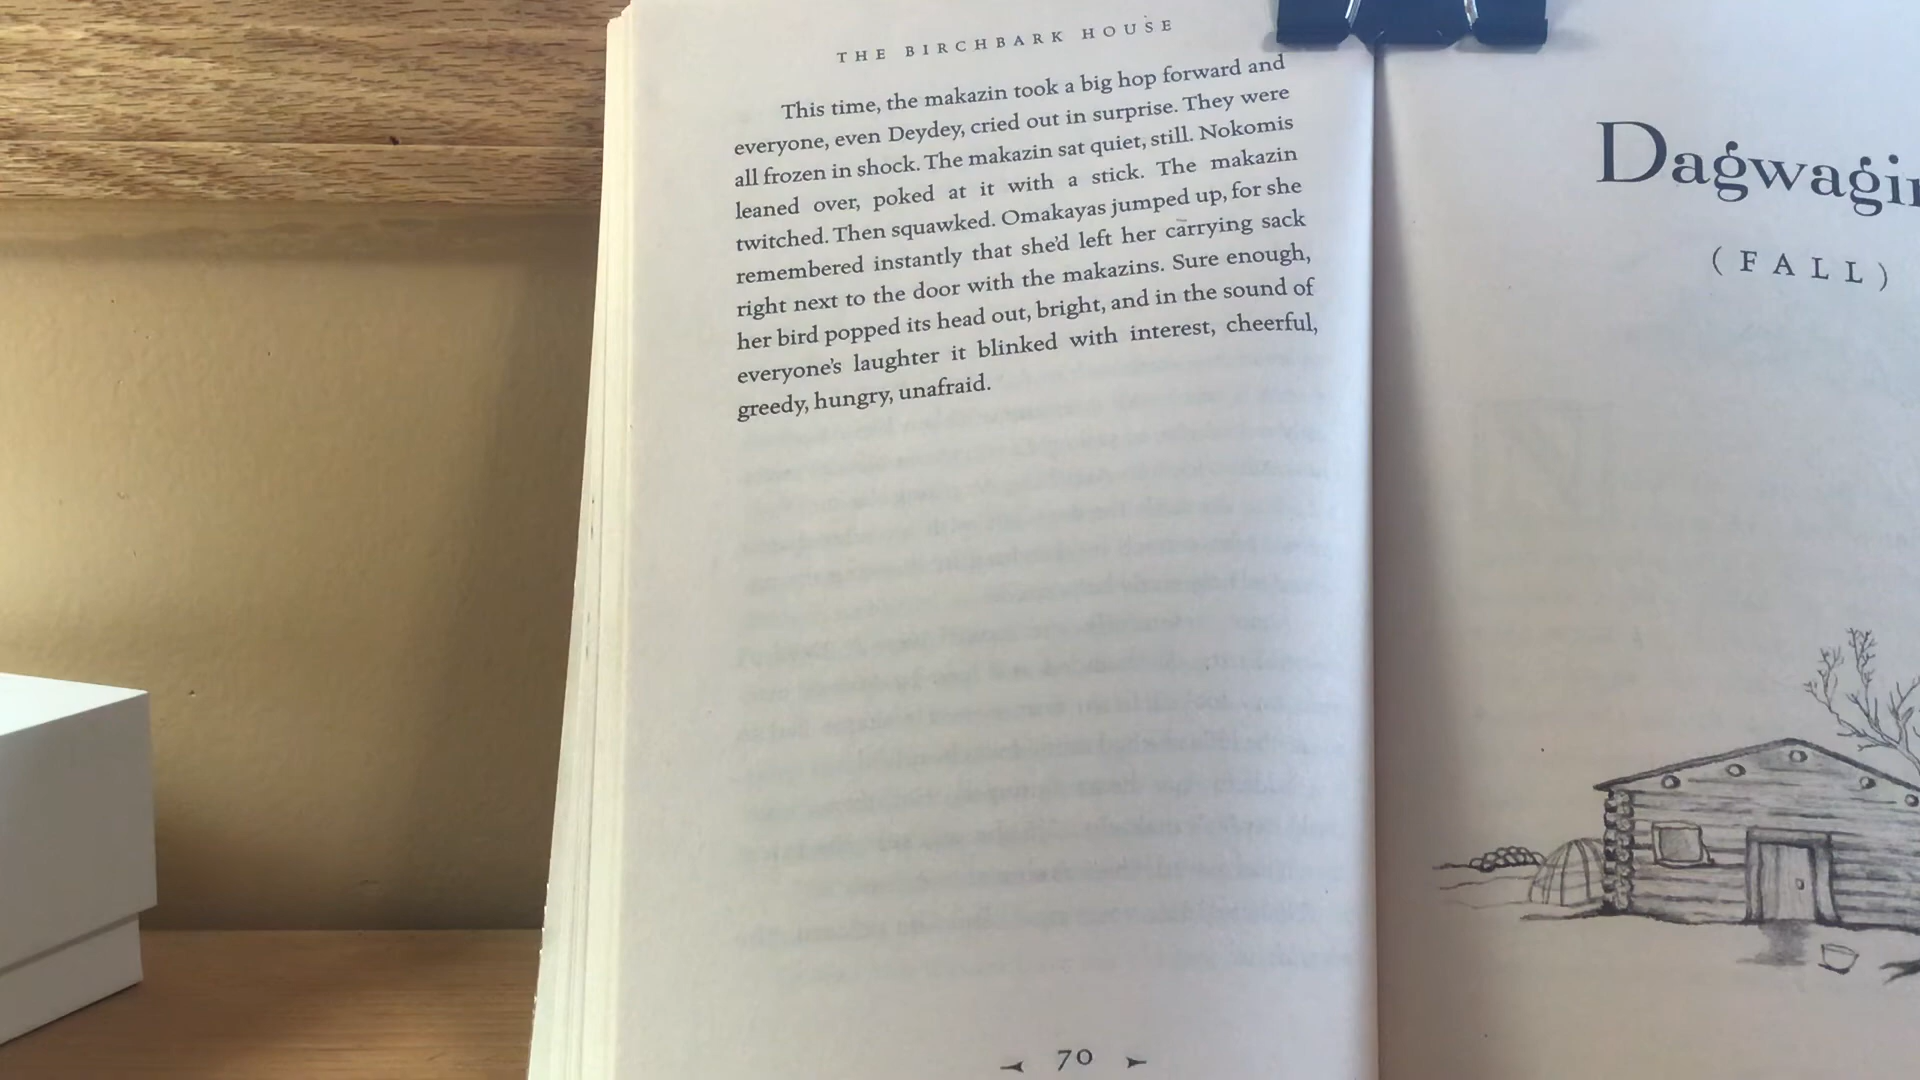 THE BIRCHBARK HOUSE
This time, the makazin took a big hop forward and
everyone, even Deydey, cried out in surprise. They were
all frozen in shock. The makazin sat quiet, still. Nokomis
leaned over, poked at it with a stick. The makazin
twitched. Then squawked. Omakayas jumped up, for she
remembered instantly that she'd left her carrying sack
right next to the door with the makazins. Sure enough,
her bird popped its head out, bright, and in the sound of
everyone's laughter it blinked with interest, cheerful,
greedy, hungry, unafraid.
70
Dagwagin
(FALL)